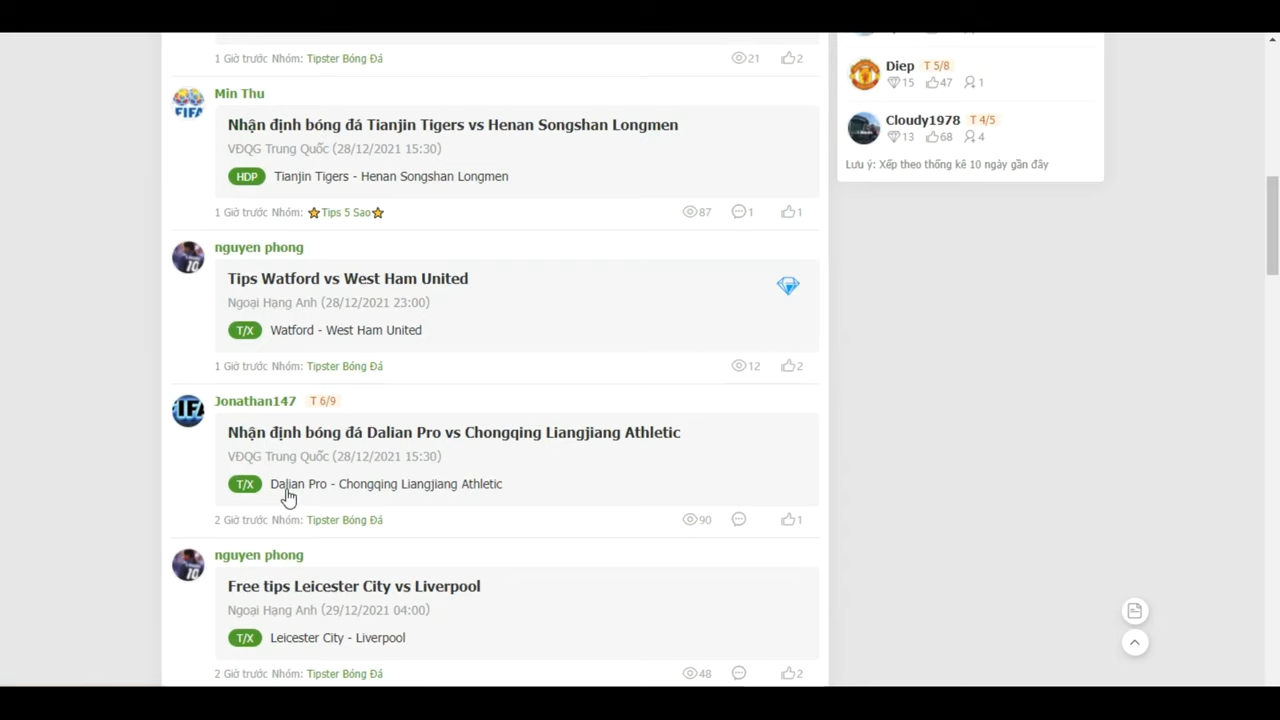 1 Giờ trước Nhóm: Tipster Bóng Đá 21 2
Min Thu
FIFA
Nhận định bóng đá Tianjin Tigers vs Henan Songshan Longmen
VĐQG Trung Quốc (28/12/2021 15:30)
HDP Tianjin Tigers - Henan Songshan Longmen
1 Giờ trước Nhóm: ⭐Tips 5 Sao⭐ 87 1 1
nguyen phong
10
Tips Watford vs West Ham United
Ngoại Hạng Anh (28/12/2021 23:00)
T/X Watford - West Ham United
1 Giờ trước Nhóm: Tipster Bóng Đá 12 2
Jonathan147 T 6/9
Nhận định bóng đá Dalian Pro vs Chongqing Liangjiang Athletic
VĐQG Trung Quốc (28/12/2021 15:30)
T/X Dalian Pro - Chongqing Liangjiang Athletic
2 Giờ trước Nhóm: Tipster Bóng Đá 90 1
nguyen phong
10
Free tips Leicester City vs Liverpool
Ngoại Hạng Anh (29/12/2021 04:00)
T/X Leicester City - Liverpool
2 Giờ trước Nhóm: Tipster Bóng Đá 48 2
Diep T 5/8
15 47 1
Cloudy1978 T 4/5
13 68 4
Lưu ý: Xếp theo thống kê 10 ngày gần đây